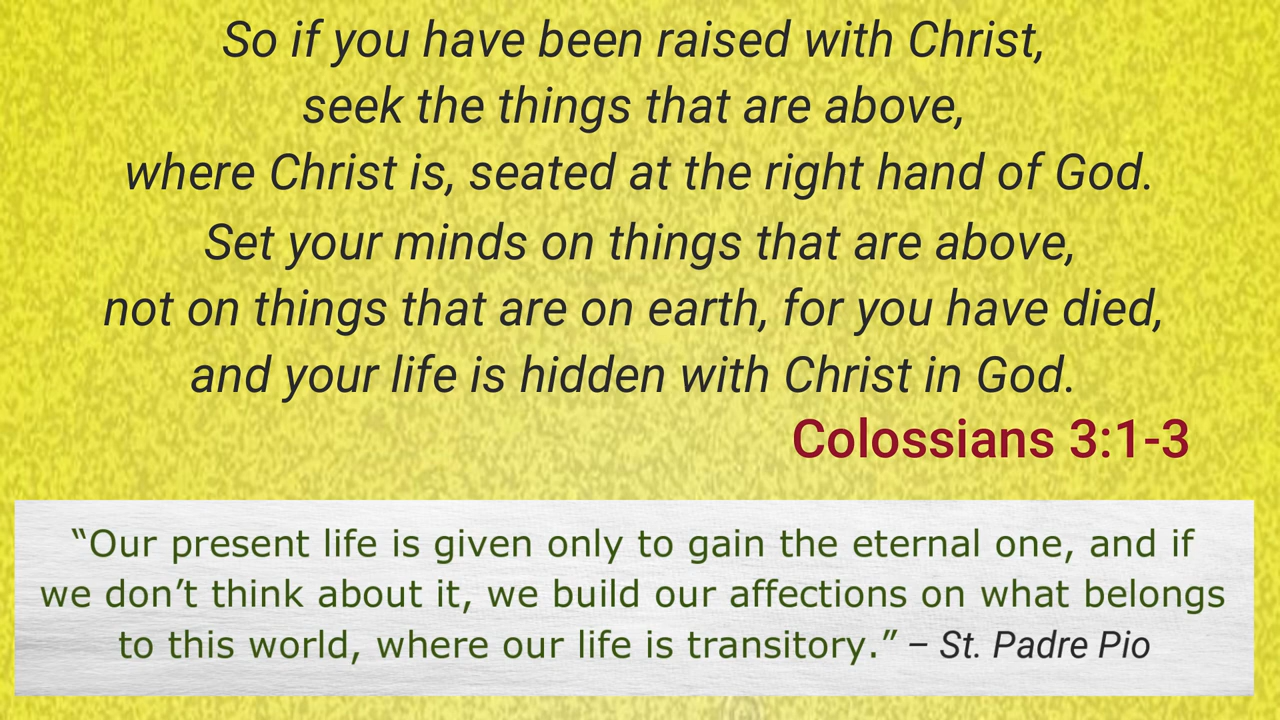 So if you have been raised with Christ,
seek the things that are above,
where Christ is, seated at the right hand of God.
Set your minds on things that are above,
not on things that are on earth, for you have died,
and your life is hidden with Christ in God.
Colossians 3:1-3
“Our present life is given only to gain the eternal one, and if
we don’t think about it, we build our affections on what belongs
to this world, where our life is transitory.” – St. Padre Pio